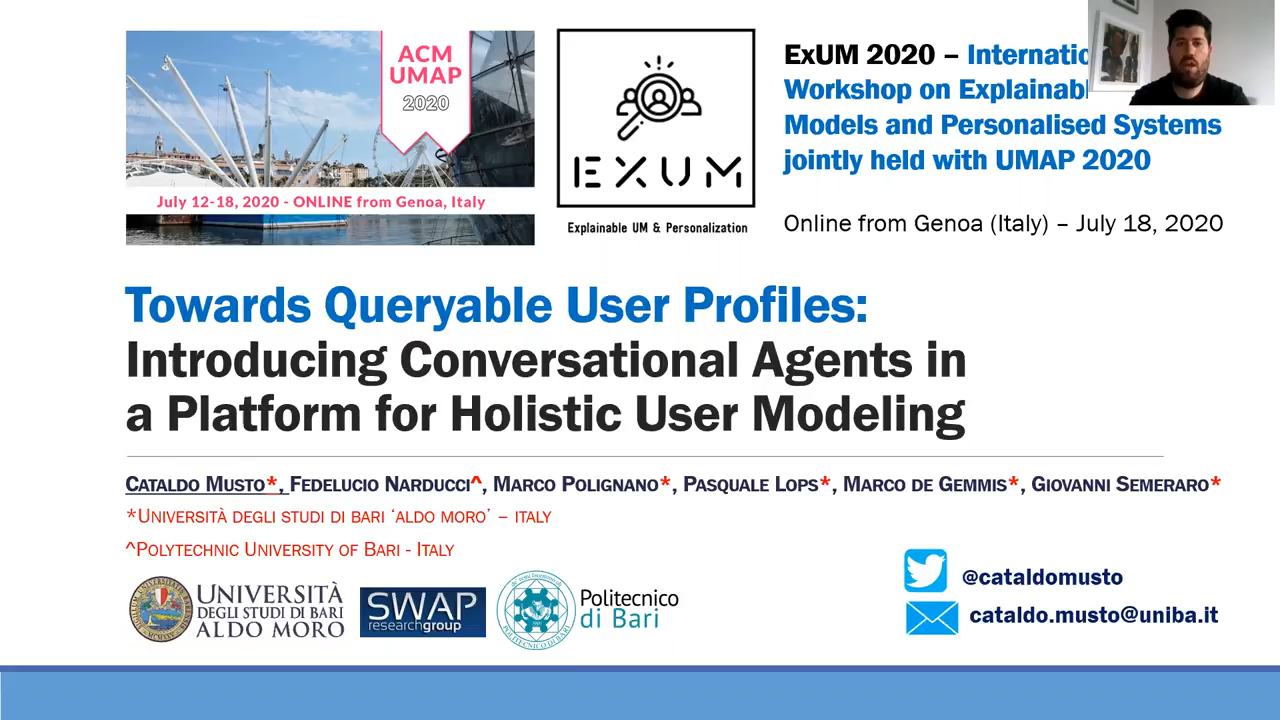 ACM
UMAP
2020
July 12-18, 2020 - ONLINE from Genoa, Italy
EXUM
Explainable UM & Personalization
ExUM 2020 –
Workshop on
Models and Personalised Systems
jointly held with UMAP 2020
Online from Genoa (Italy) – July 18, 2020
Towards Queryable User Profiles:
Introducing Conversational Agents in
a Platform for Holistic User Modeling
CATALDO MUSTO*, FEDELUCIO NARDUCCI^, MARCO POLIGNANO*, PASQUALE LOPS*, MARCO DE GEMMIS*, GIOVANNI SEMERARO*
*UNIVERSITÀ DEGLI STUDI DI BARI ‘ALDO MORO’ – ITALY
^POLYTECHNIC UNIVERSITY OF BARI - ITALY
UNIVERSITÀ
DEGLI STUDI DI BARI
ALDO MORO
SWAP
researchgroup
Politecnico
di Bari
@cataldomusto
cataldo.musto@uniba.it